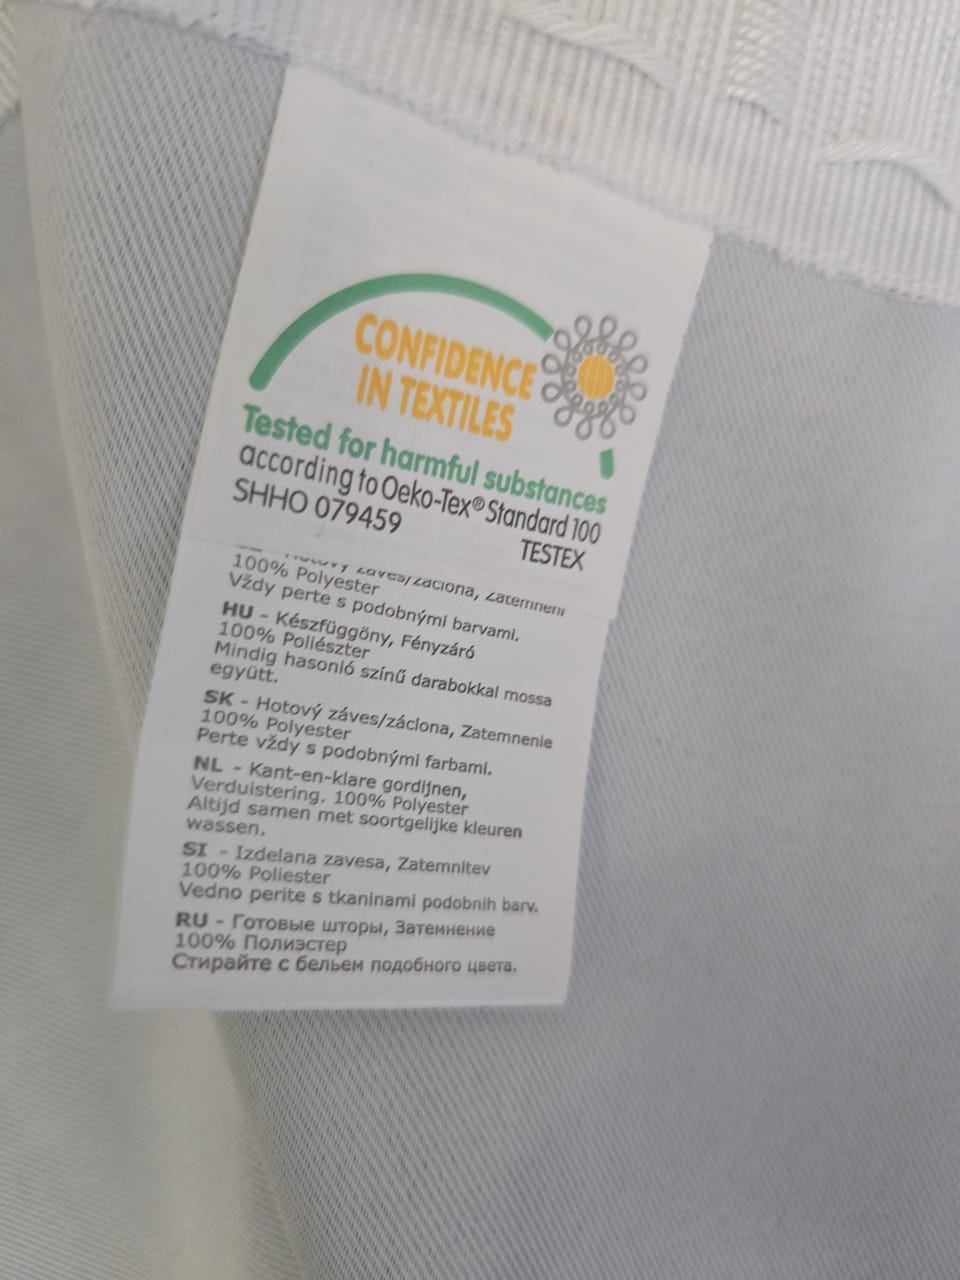 CONFIDENCE
IN TEXTILES
Tested for harmful substances
according to Oeko-Tex® Standard 100
SHHO 079459
TESTEX
záves/záclona, Zatemneni
100% Polyester
Vždy perte s podobnými barvami.
HU - Készfüggöny, Fényzáró
100% Poliészter
Mindig hasonló színű darabokkal mossa
együtt.
SK - Hotový záves/záclona, Zatemnenie
100% Polyester
Perte vždy s podobnými farbami.
NL - Kant-en-klare gordijnen,
Verduistering. 100% Polyester
Altijd samen met soortgelijke kleuren
wassen.
SI - Izdelana zavesa, Zatemnitev
100% Poliester
Vedno perite s tkaninami podobnih barv.
RU - Готовые шторы, Затемнение
100% Полиэстер
Стирайте с бельем подобного цвета.